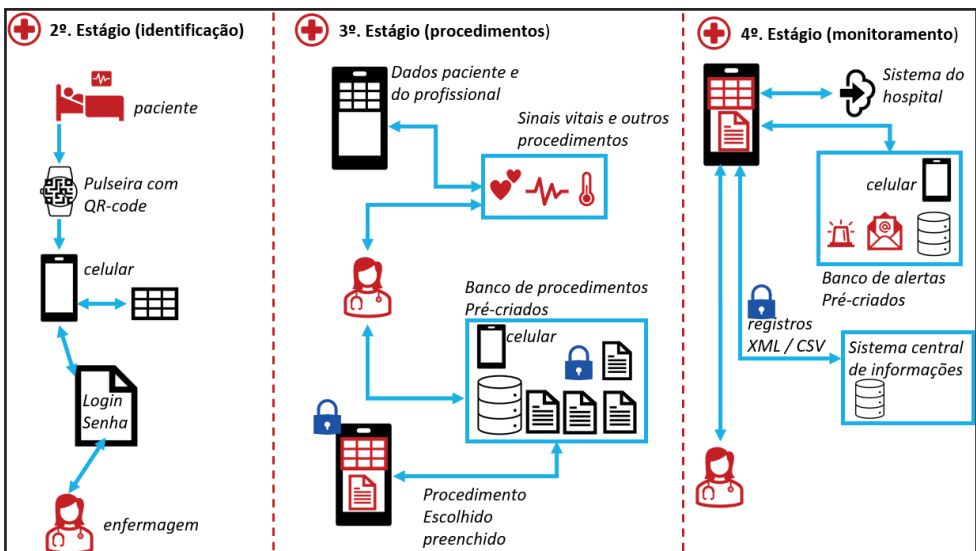 2º. Estágio (identificação)
paciente
Pulseira com
QR-code
celular
Login
Senha
enfermagem
3º. Estágio (procedimentos)
Dados paciente e
do profissional
Sinais vitais e outros
procedimentos
Banco de procedimentos
Pré-criados
celular
Procedimento
Escolhido
preenchido
4º. Estágio (monitoramento)
Sistema do
hospital
celular
@
Banco de alertas
Pré-criados
registros
XML / CSV
Sistema central
de informações